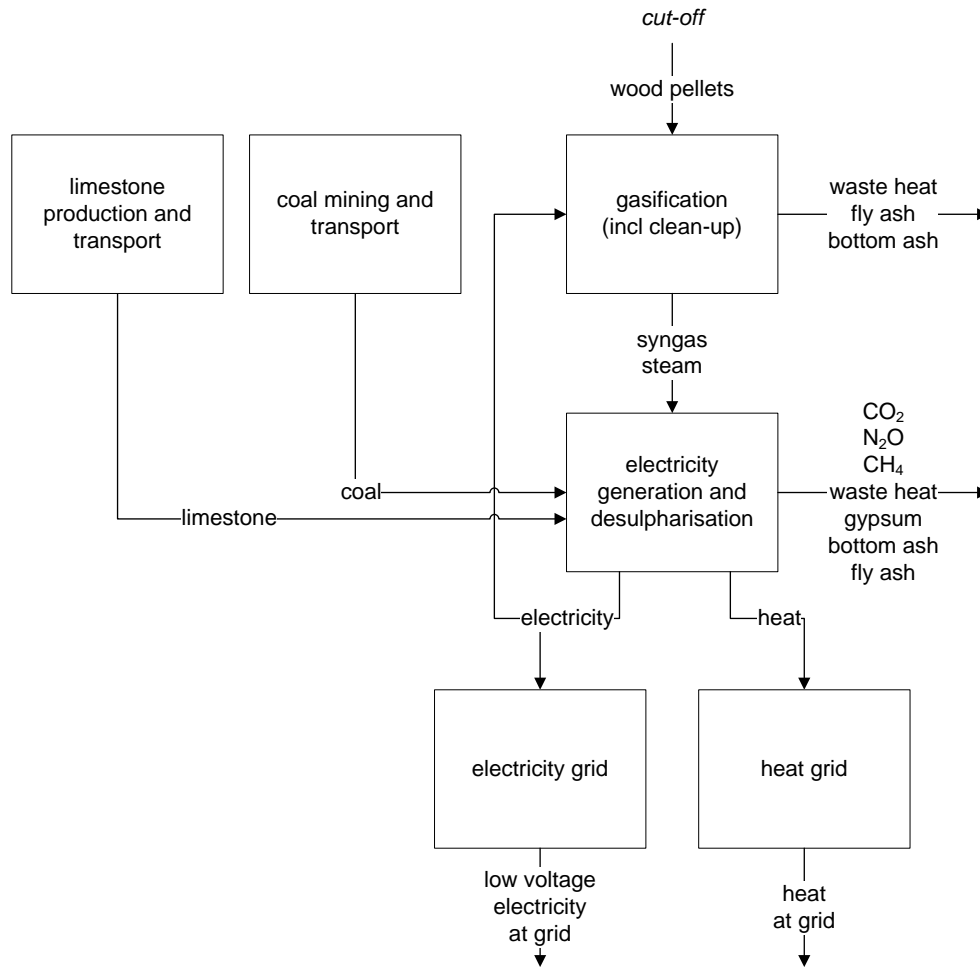 cut-off
wood pellets
limestone
production and
transport
coal mining and
transport
gasification
(incl clean-up)
waste heat
fly ash
bottom ash
syngas
steam
CO₂
N₂O
CH₄
waste heat
gypsum
bottom ash
fly ash
electricity
generation and
desulpharisation
coal
limestone
electricity
heat
electricity grid
heat grid
low voltage
electricity
at grid
heat
at grid